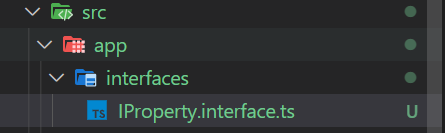 src
app
interfaces
TS IProperty.interface.ts U